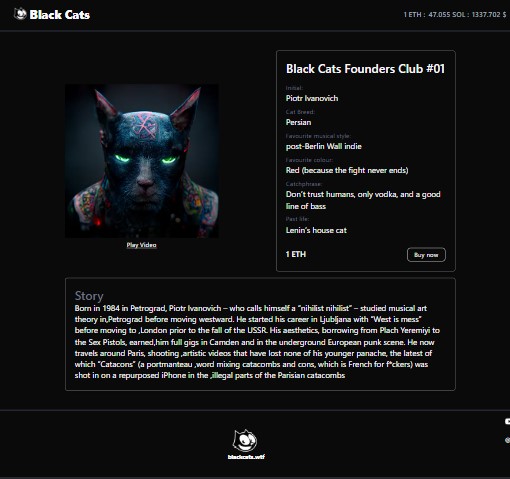 Black Cats
1 ETH : 47.055 SOL : 1337.702 $
Black Cats Founders Club #01
Initial:
Piotr Ivanovich
Cat Breed:
Persian
Favourite musical style:
post-Berlin Wall indie
Favourite colour:
Red (because the fight never ends)
Catchphrase:
Don't trust humans, only vodka, and a good
line of bass
Past life:
Lenin's house cat
1 ETH
Buy now
Play Video
Story
Born in 1984 in Petrograd, Piotr Ivanovich – who calls himself a "nihilist nihilist" – studied musical art
theory in,Petrograd before moving westward. He started his career in Ljubljana with "West is mess"
before moving to ,London prior to the fall of the USSR. His aesthetics, borrowing from Plach Yeremiyi to
the Sex Pistols, earned,him full gigs in Camden and in the underground European punk scene. He now
travels around Paris, shooting ,artistic videos that have lost none of his younger panache, the latest of
which "Catacons" (a portmanteau ,word mixing catacombs and cons, which is French for f*ckers) was
shot in on a repurposed iPhone in the ,illegal parts of the Parisian catacombs
blackcats.wtf